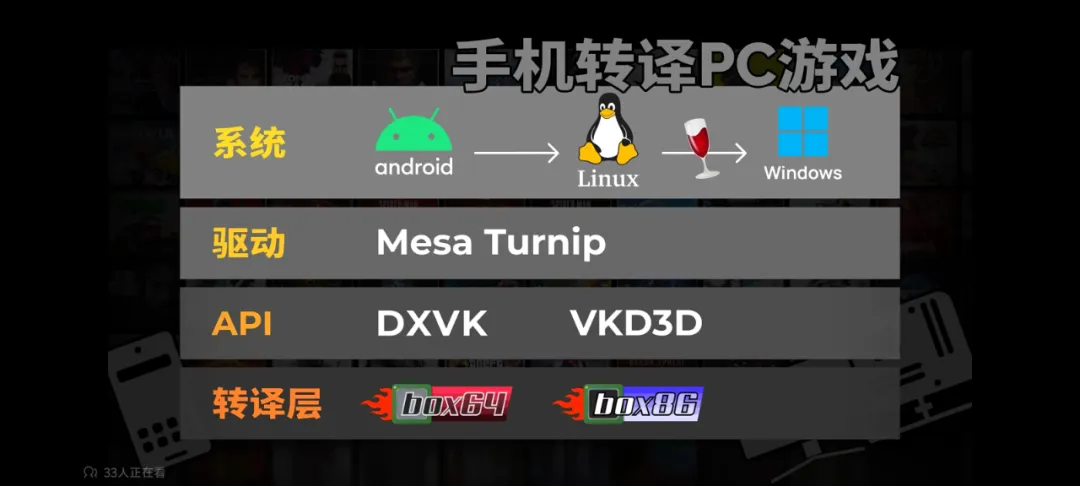 手机转译PC游戏
系统
android
Linux
Windows
驱动
Mesa Turnip
API
DXVK
VKD3D
转译层
box64
box86
33人正在看